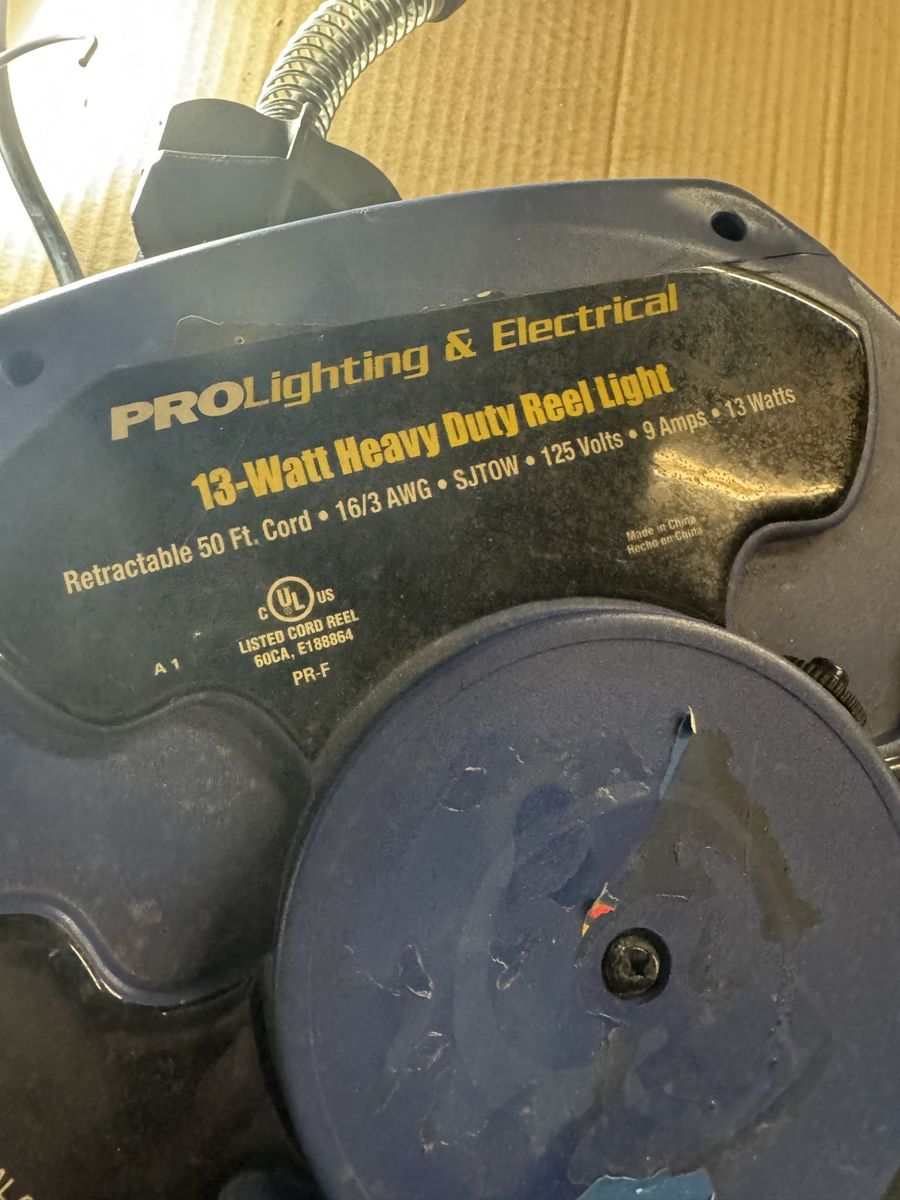 PROLighting & Electrical
13-Watt Heavy Duty Reel Light
Retractable 50 Ft. Cord • 16/3 AWG • SJTOW • 125 Volts • 9 Amps • 13 Watts
Made in China
Hecho en China
C UL US
®
LISTED CORD REEL
60CA, E188864
A 1
PR-F